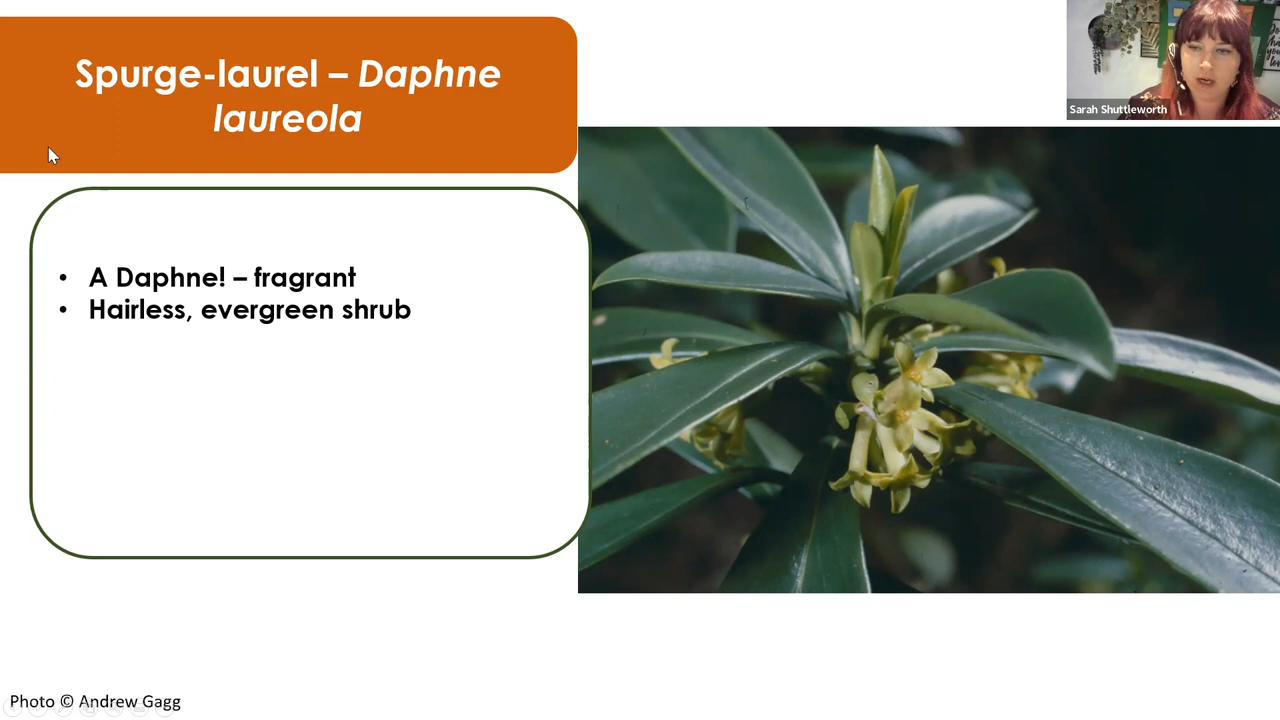 Spurge-laurel – Daphne
laureola
Sarah Shuttleworth
• A Daphne! – fragrant
• Hairless, evergreen shrub
Photo © Andrew Gagg